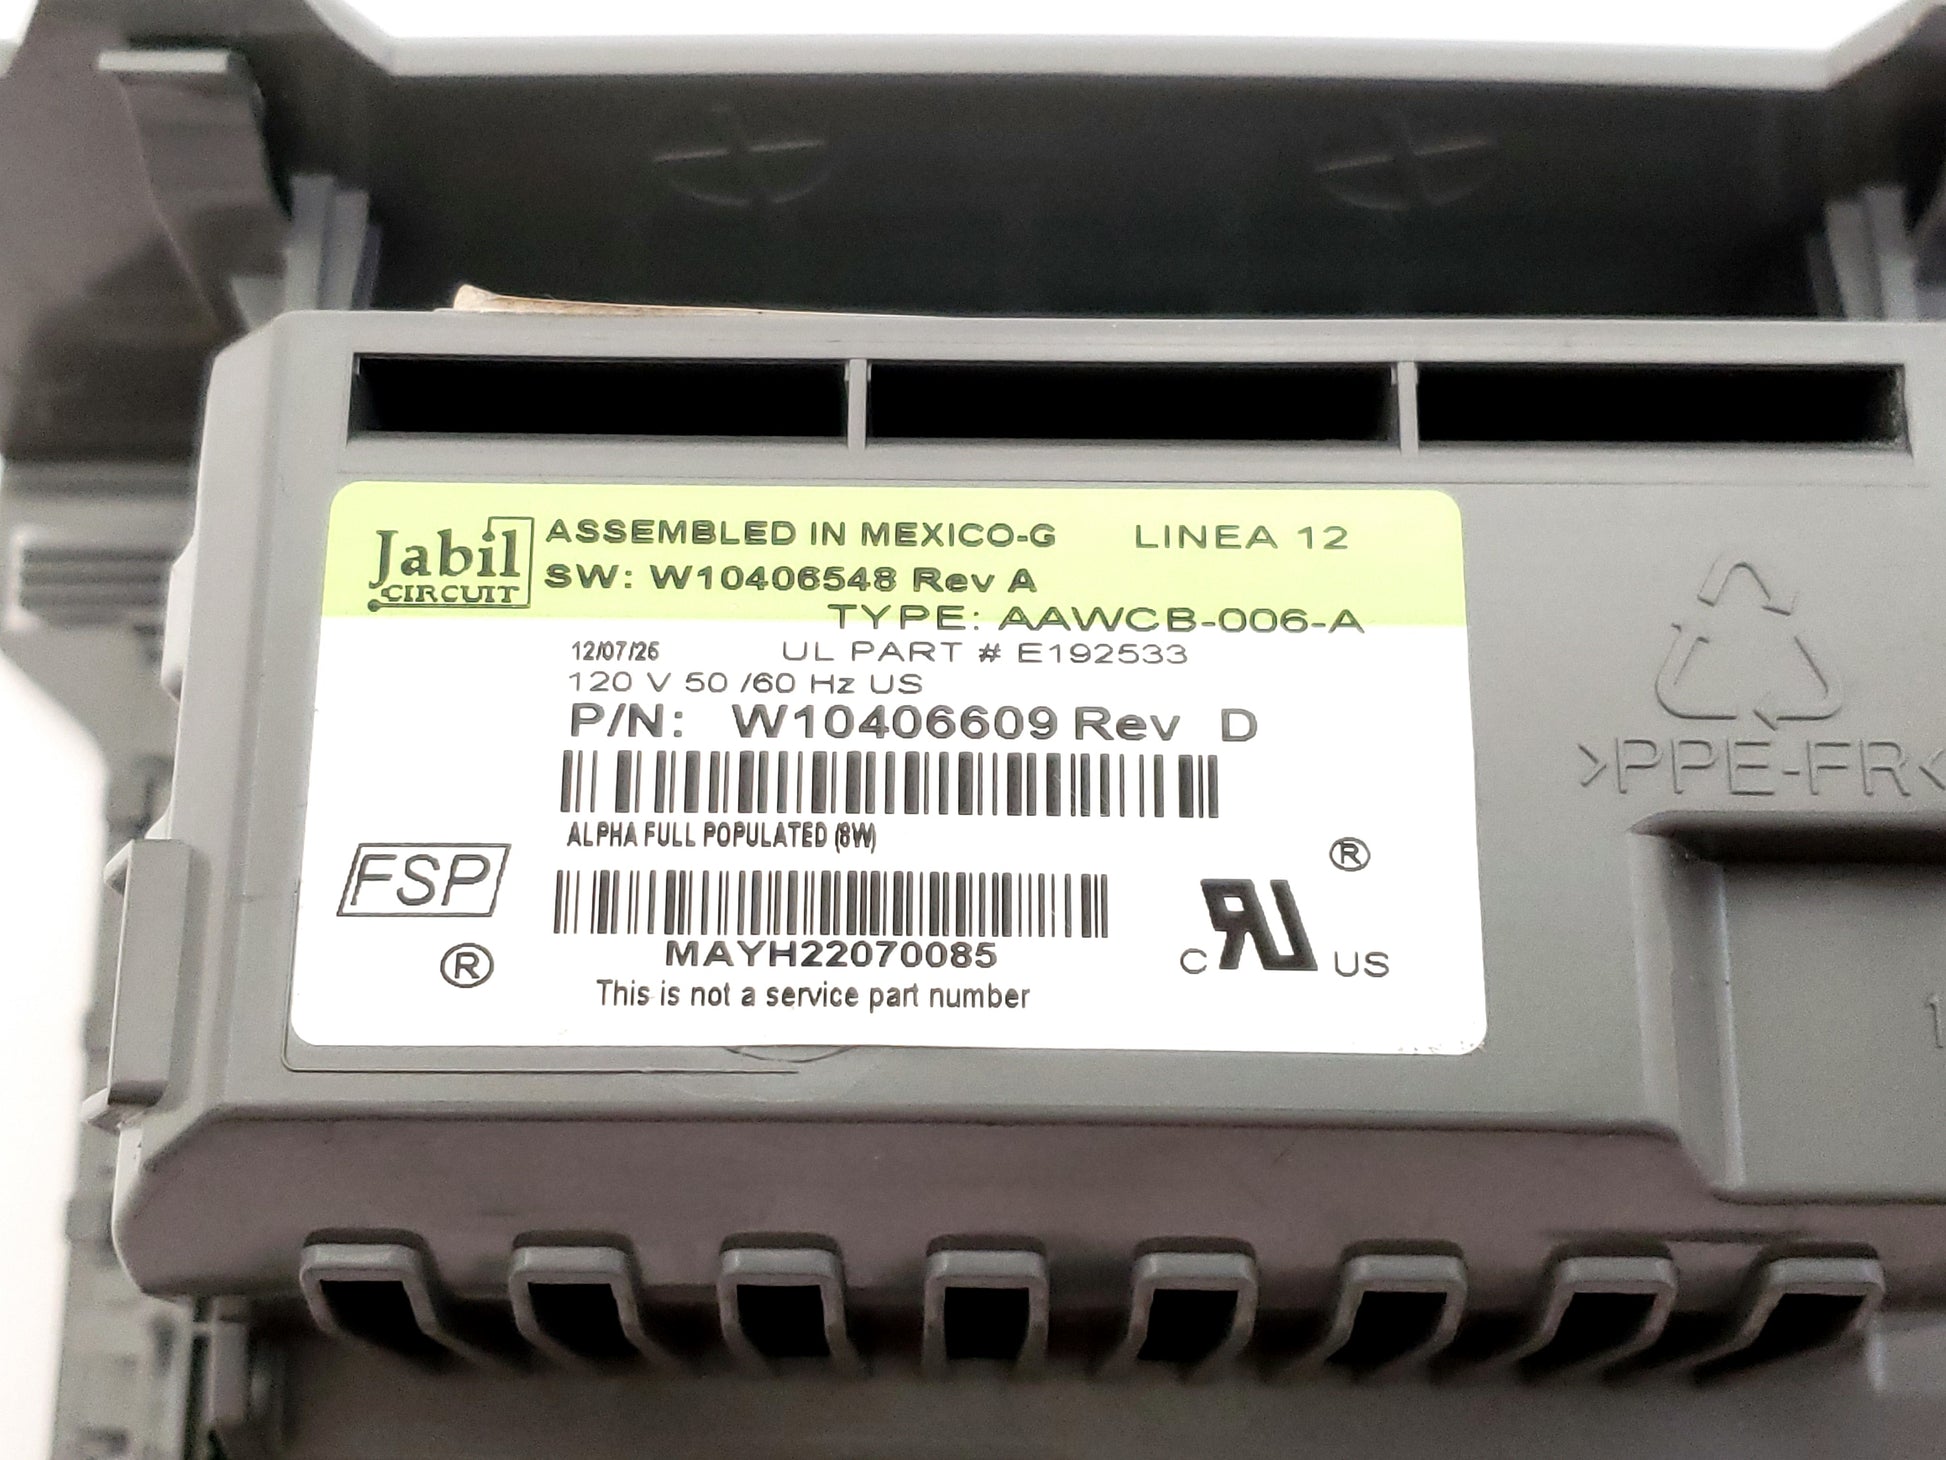 Jabil
CIRCUIT
ASSEMBLED IN MEXICO-G LINEA 12
SW: W10406548 Rev A
TYPE: AAWCB-006-A
12/07/26 UL PART # E192533
120 V 50 /60 Hz US
P/N: W10406609 Rev D
ALPHA FULL POPULATED (8W)
FSP
®
MAYH22070085
This is not a service part number
®
C RU US
>PPE-FR<